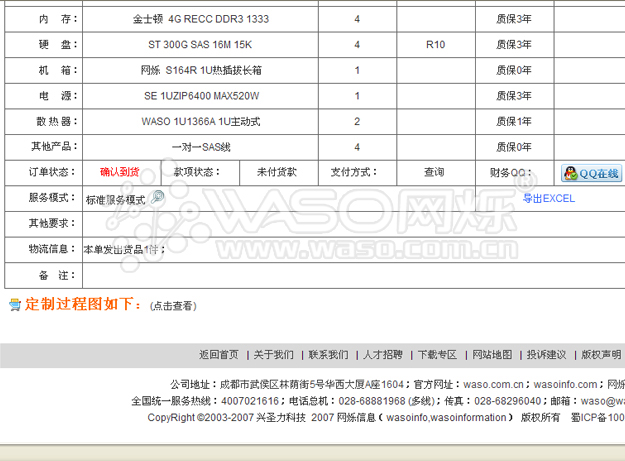 内 存： 金士顿 4G RECC DDR3 1333 4 质保3年
硬 盘： ST 300G SAS 16M 15K 4 R10 质保3年
机 箱： 网烁 S164R 1U热插拔长箱 1 质保0年
电 源： SE 1UZIP6400 MAX520W 1 质保3年
散热器： WASO 1U1366A 1U主动式 2 质保1年
其他产品： 一对一SAS线 4 质保0年
订单状态： 确认到货 款项状态： 未付货款 支付方式： 查询 财务QQ： QQ在线
服务模式： 标准服务模式 导出EXCEL
其他要求：
物流信息： 本单发出货品1件；
备 注：
WASO网烁®
www.waso.com.cn
定制过程图如下： (点击查看)
返回首页 | 关于我们 | 联系我们 | 人才招聘 | 下载专区 | 网站地图 | 投诉建议 | 版权声明
公司地址：成都市武侯区林荫街5号华西大厦A座1604；官方网址：waso.com.cn；wasoinfo.com；网烁
全国统一服务热线：4007021616；电话总机：028-68881968 (多线)；传真：028-68296040；邮箱：waso@wa
CopyRight ©2003-2007 兴圣力科技 2007 网烁信息（wasoinfo,wasoinformation）版权所有 蜀ICP备100